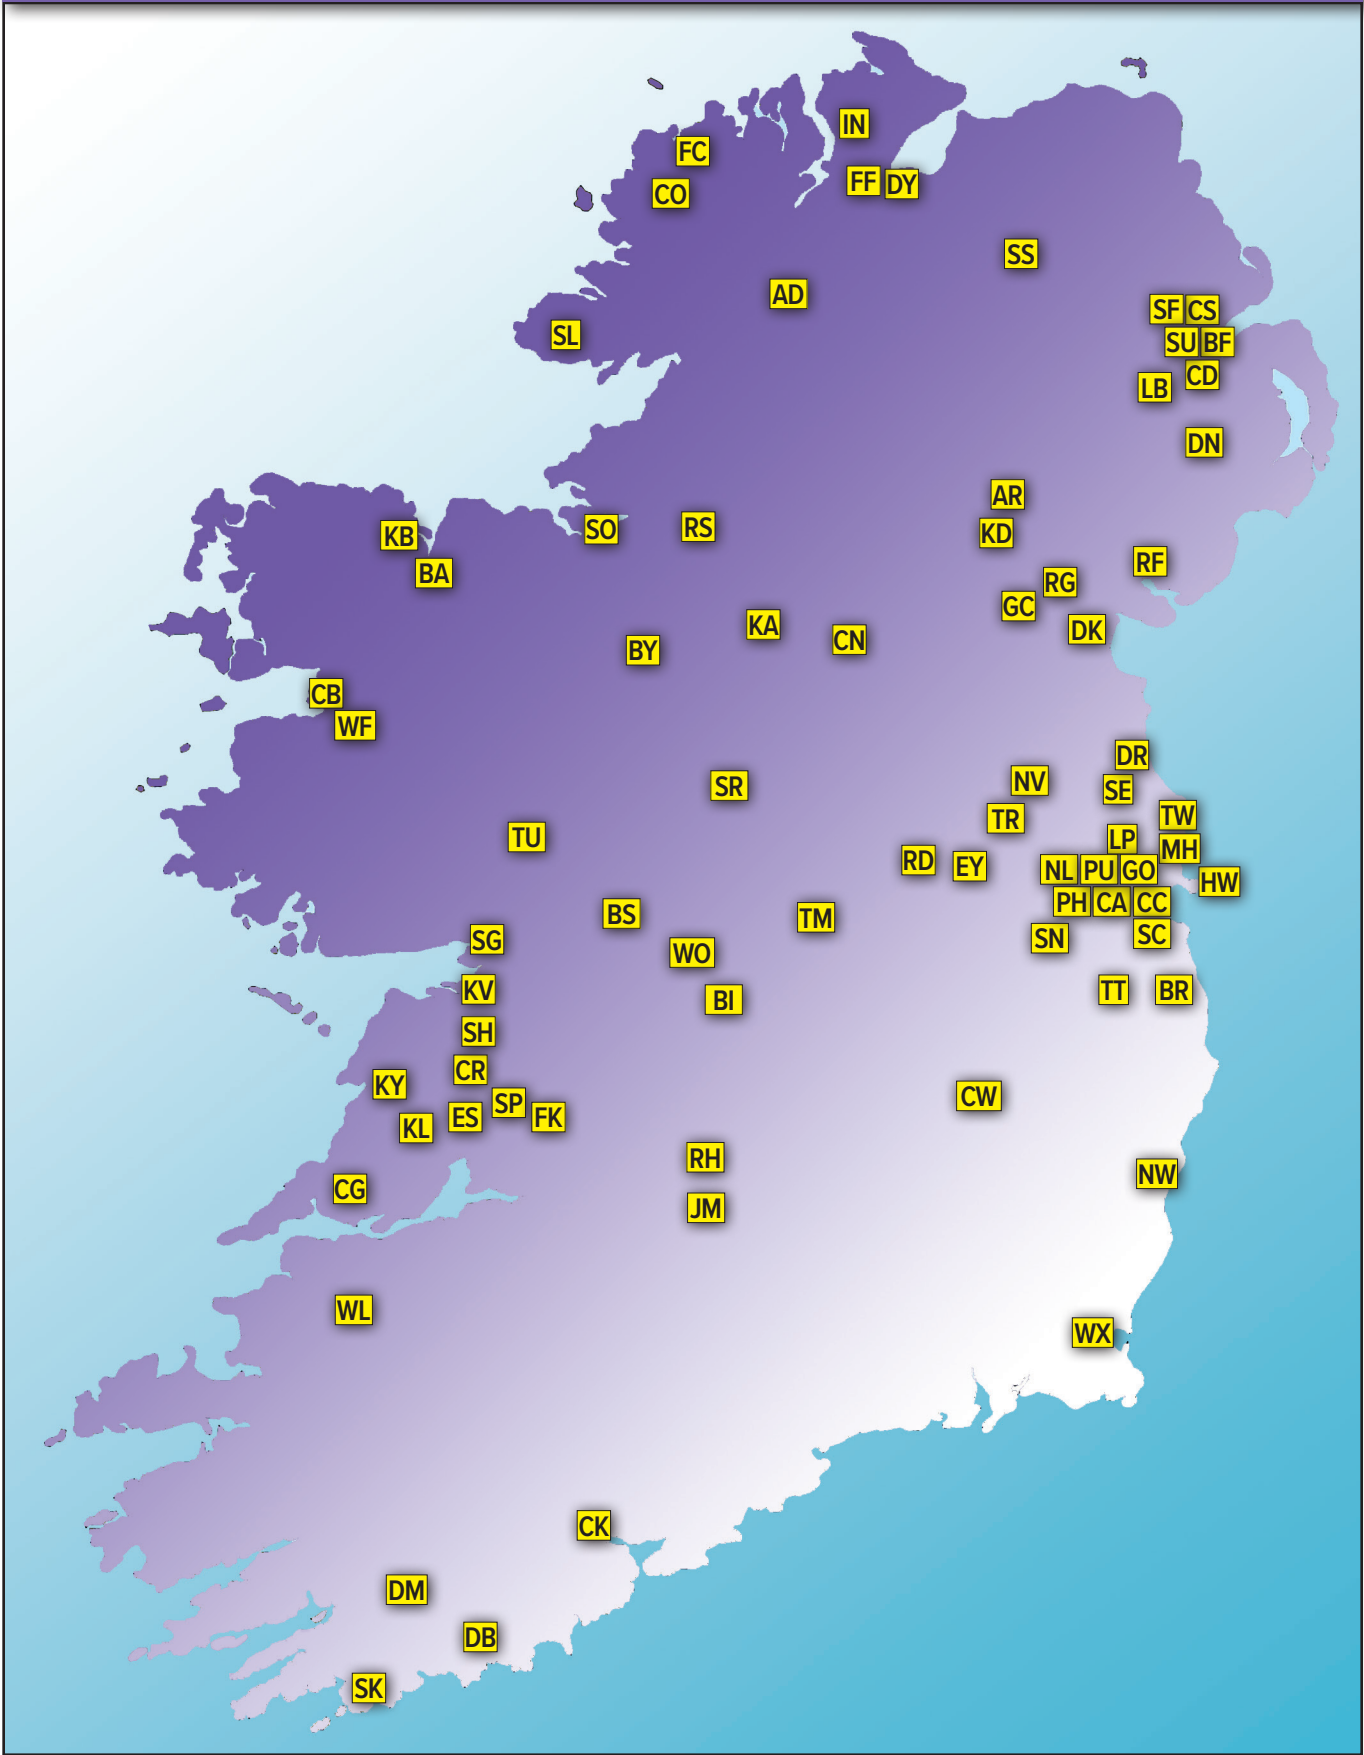 IN
FC
FF DY
CO
SS
AD
SF CS
SL
SU BF
CD
LB
DN
AR
RS
SO
KD
KB
RF
BA
RG
GC
KA
DK
CN
BY
CB
WF
DR
NV
SR
SE
TW
TR
TU
LP
MH
RD
EY
NL PU GO
HW
PH CA CC
BS
TM
SC
SN
SG
WO
KV
TT
BR
BI
SH
CR
KY
CW
SP
ES
FK
KL
RH
NW
CG
JM
WL
WX
CK
DM
DB
SK